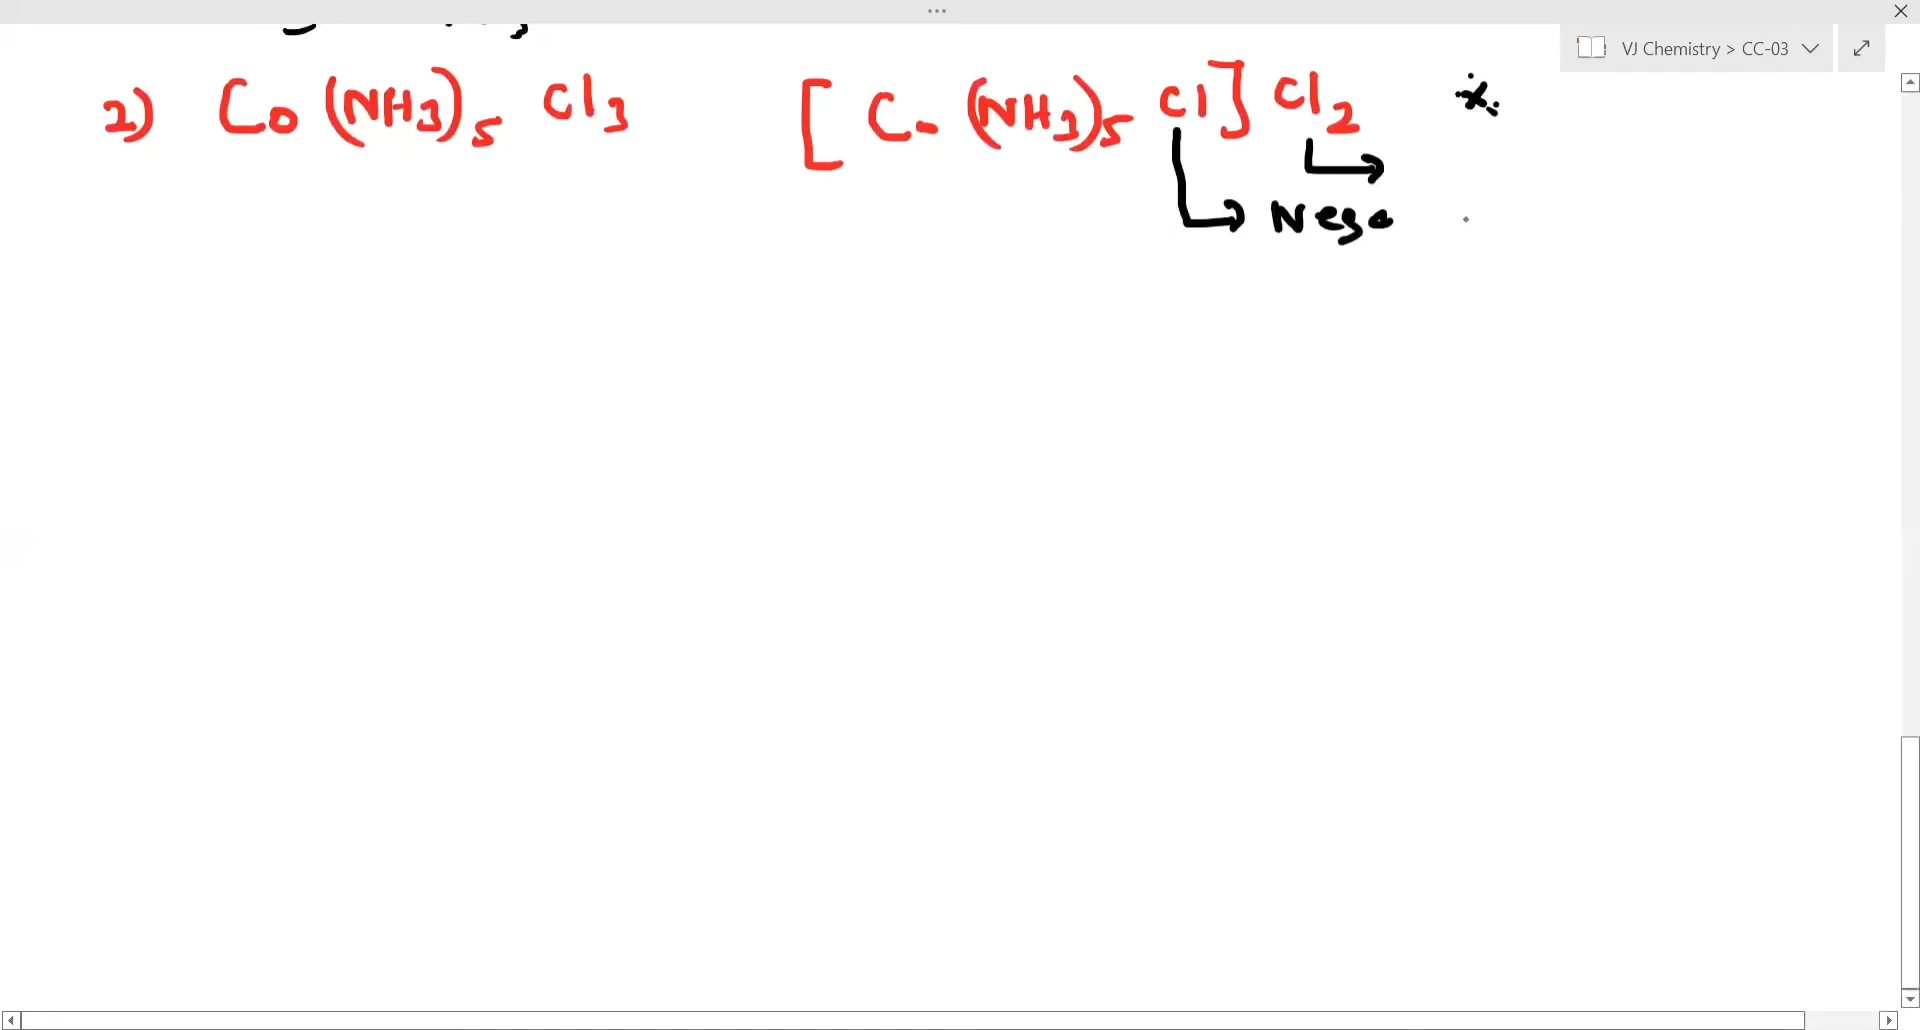 VJ Chemistry > CC-03
2) Co (NH3)5 Cl3 [ Co (NH3)5 Cl ] Cl2
Nega